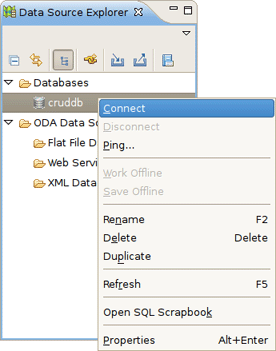 Data Source Explorer
Databases
cruddb
ODA Data So
Flat File D
Web Servi
XML Data
Connect
Disconnect
Ping...
Work Offline
Save Offline
Rename F2
Delete Delete
Duplicate
Refresh F5
Open SQL Scrapbook
Properties Alt+Enter